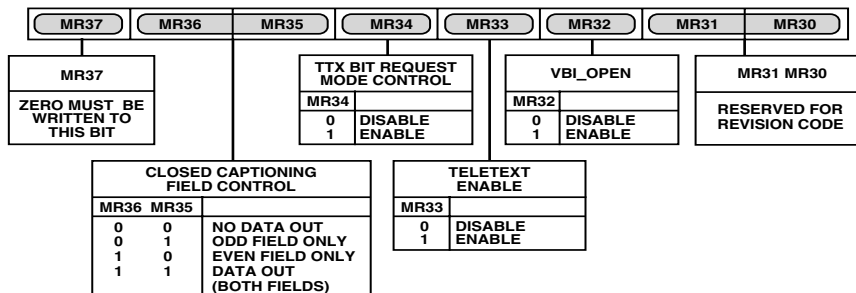 MR37 MR36 MR35 MR34 MR33 MR32 MR31 MR30
MR37
ZERO MUST BE
WRITTEN TO
THIS BIT
TTX BIT REQUEST
MODE CONTROL
MR34
0 DISABLE
1 ENABLE
VBI_OPEN
MR32
0 DISABLE
1 ENABLE
MR31 MR30
RESERVED FOR
REVISION CODE
CLOSED CAPTIONING
FIELD CONTROL
MR36 MR35
0 0 NO DATA OUT
0 1 ODD FIELD ONLY
1 0 EVEN FIELD ONLY
1 1 DATA OUT
(BOTH FIELDS)
TELETEXT
ENABLE
MR33
0 DISABLE
1 ENABLE